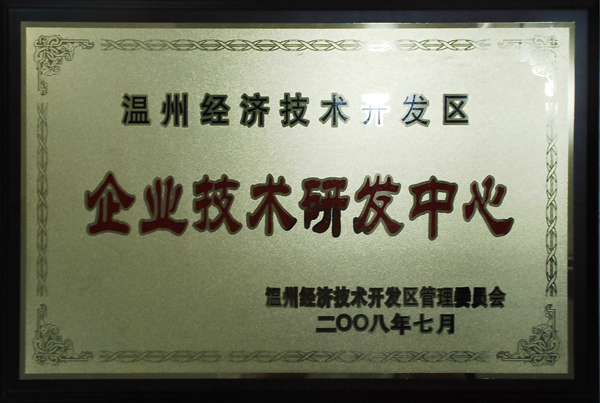 温州经济技术开发区
企业技术研发中心
温州经济技术开发区管理委员会
二〇〇八年七月